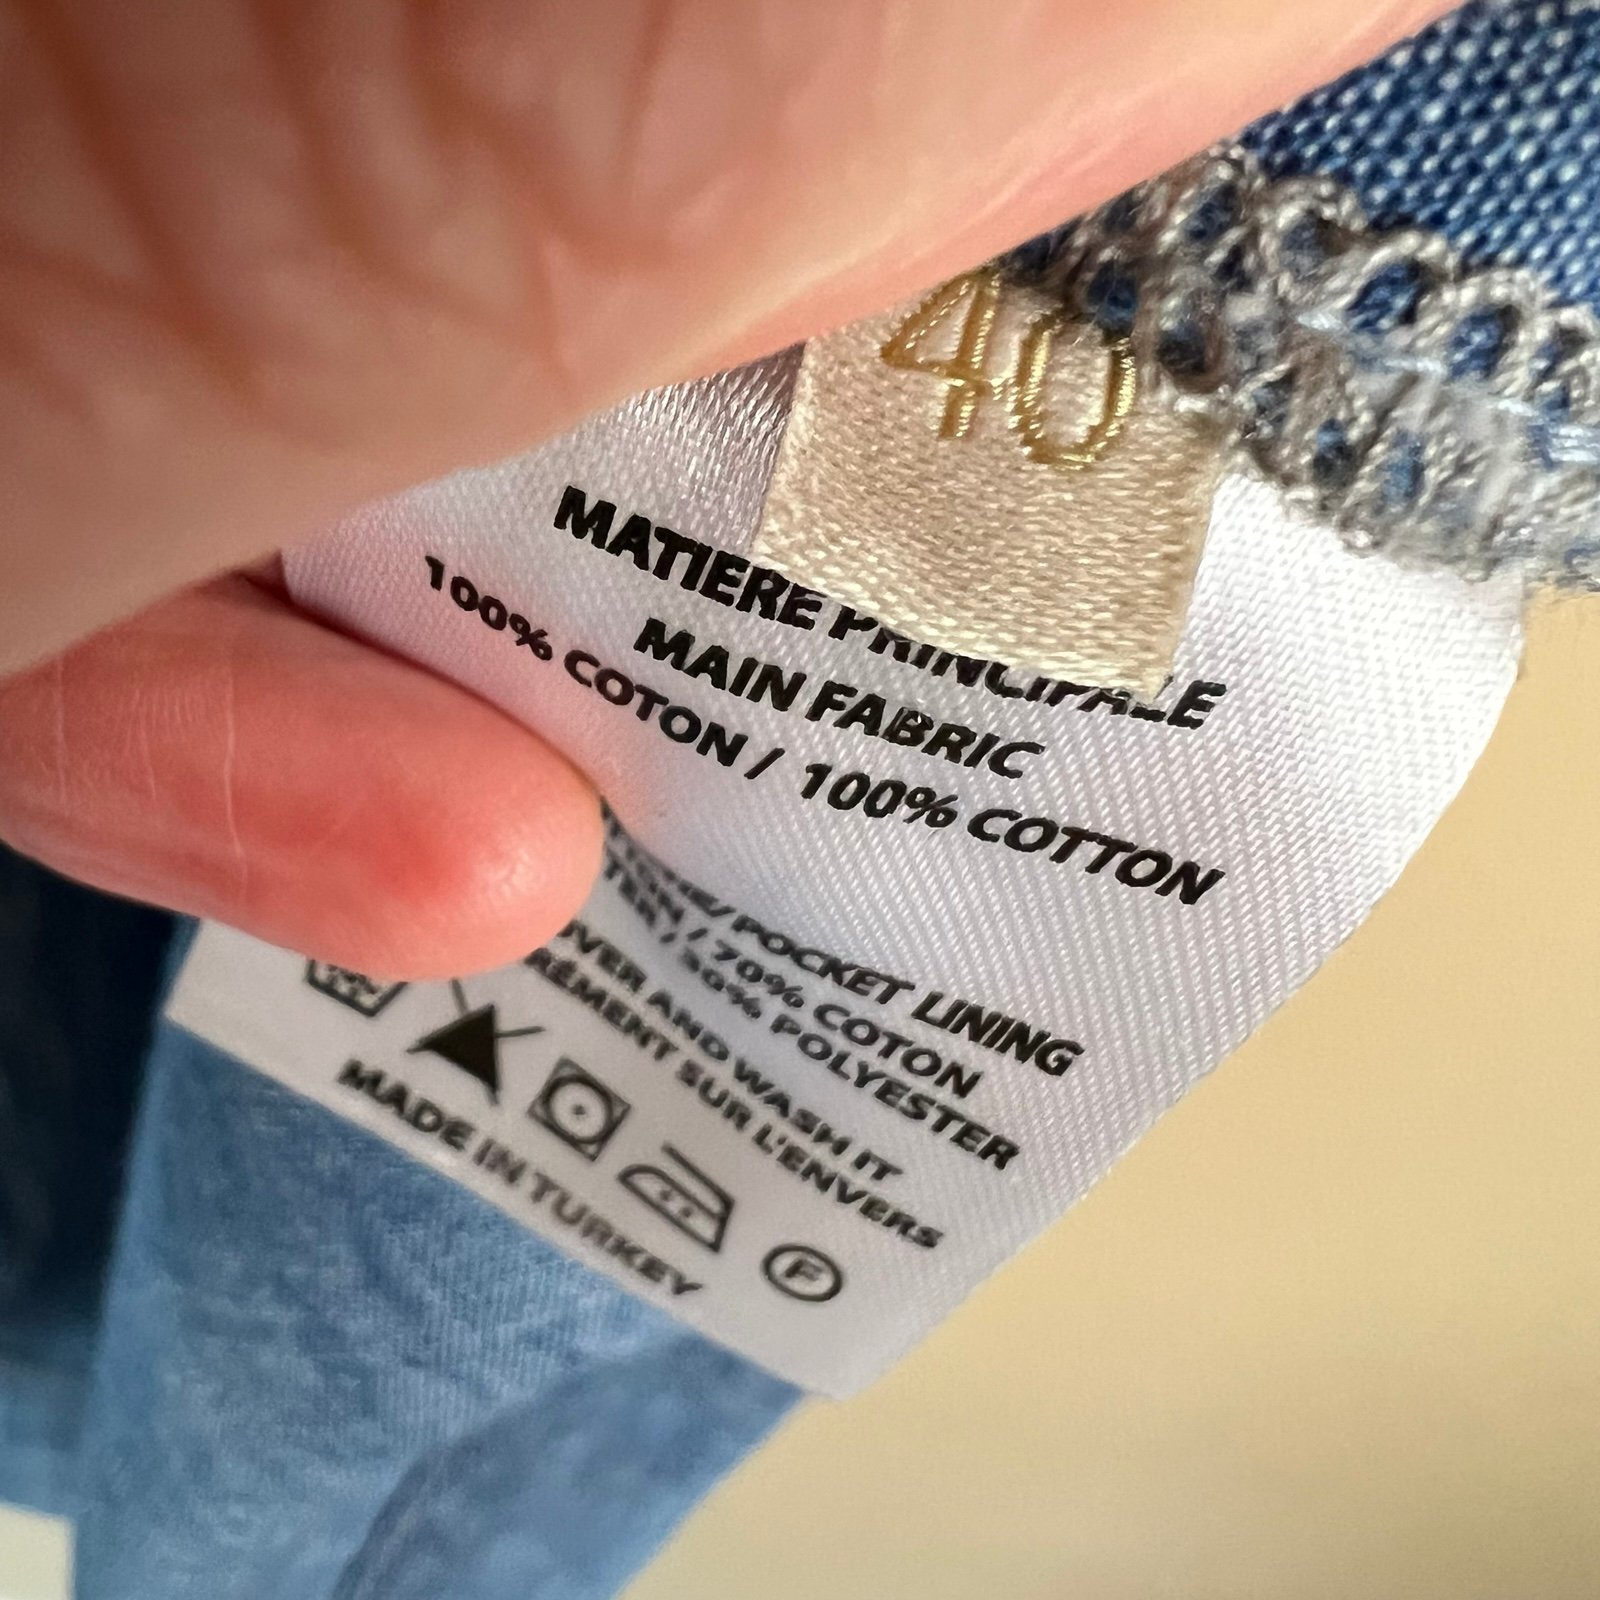 40
MATIERE PRINCIPALE
MAIN FABRIC
100% COTON / 100% COTTON
/POCKET LINING
/ 70% COTON
/ 30% POLYESTER
AND WASH IT
SUR L'ENVERS
F
MADE IN TURKEY